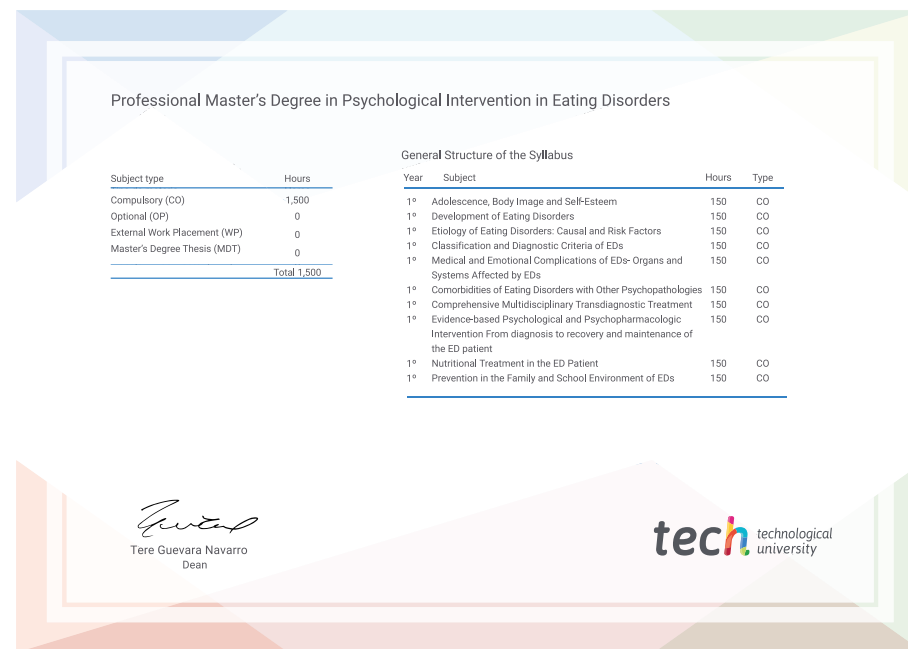 Professional Master's Degree in Psychological Intervention in Eating Disorders
Subject type Hours
Compulsory (CO) 1,500
Optional (OP) 0
External Work Placement (WP) 0
Master's Degree Thesis (MDT) 0
Total 1,500
General Structure of the Syllabus
Year Subject Hours Type
1º Adolescence, Body Image and Self-Esteem 150 CO
1º Development of Eating Disorders 150 CO
1º Etiology of Eating Disorders: Causal and Risk Factors 150 CO
1º Classification and Diagnostic Criteria of EDs 150 CO
1º Medical and Emotional Complications of EDs- Organs and 150 CO
Systems Affected by EDs
1º Comorbidities of Eating Disorders with Other Psychopathologies 150 CO
1º Comprehensive Multidisciplinary Transdiagnostic Treatment 150 CO
1º Evidence-based Psychological and Psychopharmacologic 150 CO
Intervention From diagnosis to recovery and maintenance of
the ED patient
1º Nutritional Treatment in the ED Patient 150 CO
1º Prevention in the Family and School Environment of EDs 150 CO
Tere Guevara Navarro
Dean
tech technological
university